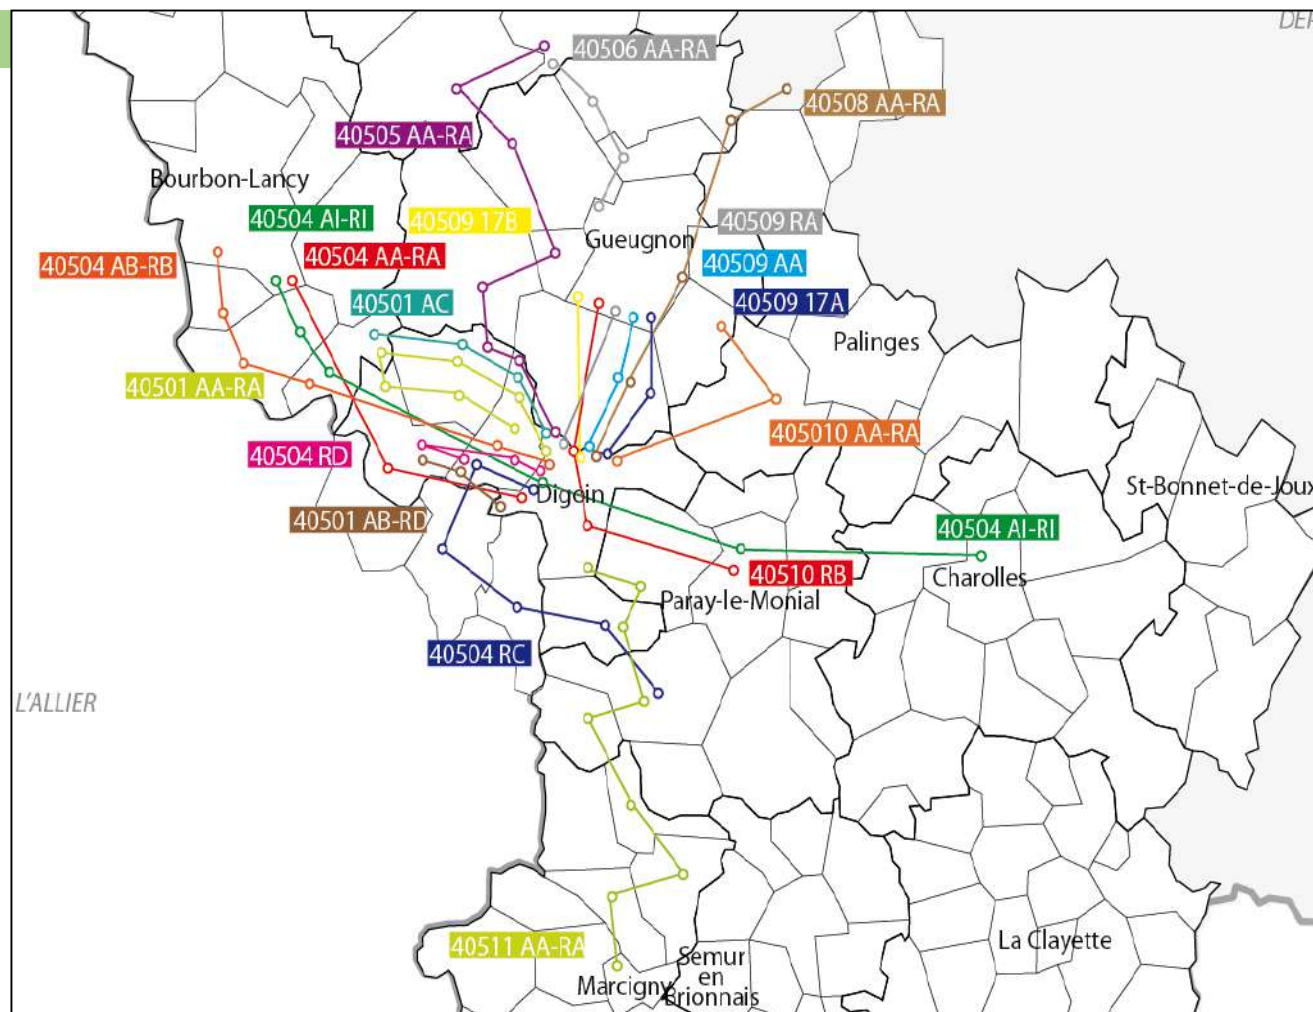 DÉP
40506 AA-RA
40508 AA-RA
40505 AA-RA
Bourbon-Lancy
40504 AI-RI
40509 17B
40509 RA
Gueugnon
40504 AA-RA
40504 AB-RB
40509 AA
40501 AC
40509 17A
Palinges
40501 AA-RA
405010 AA-RA
40504 RD
Digoin
St-Bonnet-de-Joux
40501 AB-RD
40504 AI-RI
40510 RB
Charolles
Paray-le-Monial
40504 RC
L'ALLIER
40511 AA-RA
La Clayette
Semur
en
Brionnais
Marcigny